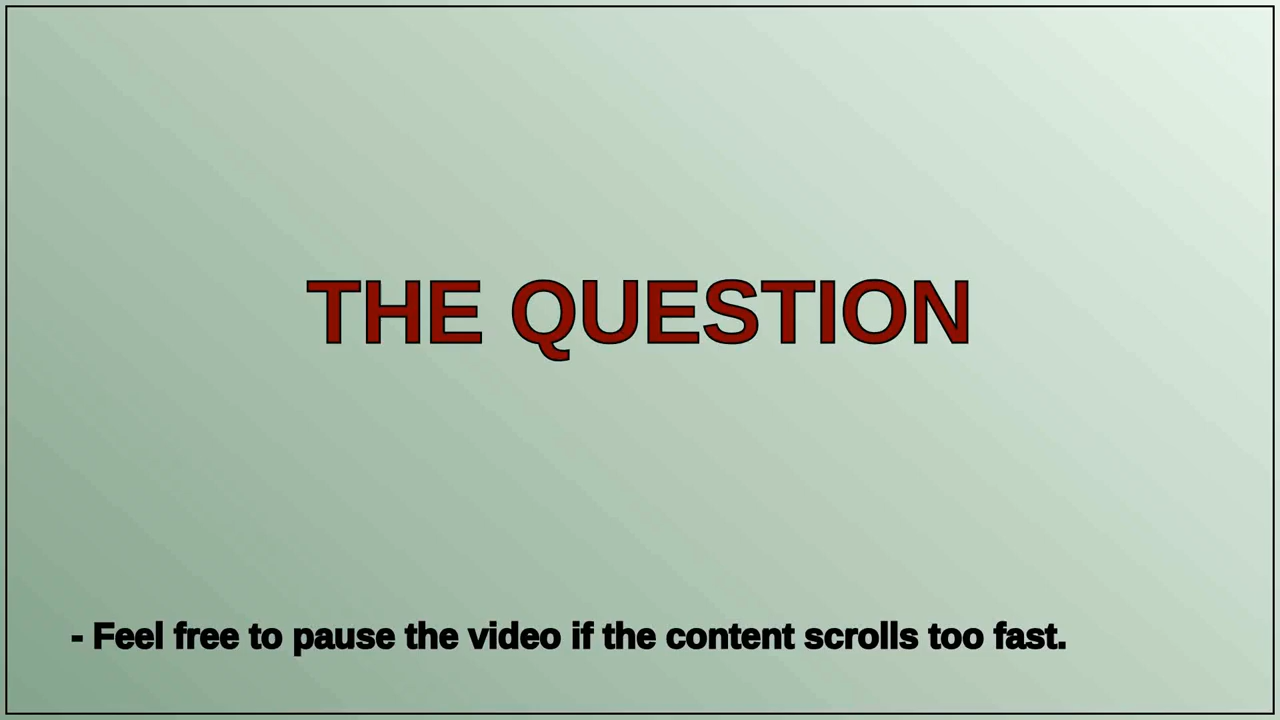 THE QUESTION
- Feel free to pause the video if the content scrolls too fast.